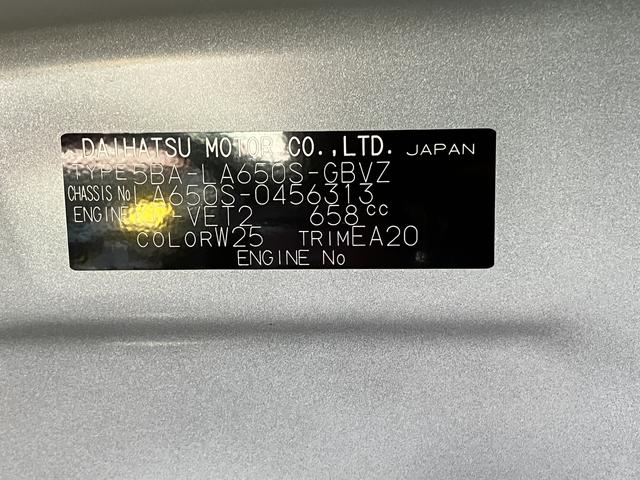 DAIHATSU MOTOR CO.,LTD. JAPAN
TYPE 5BA-LA650S-GBVZ
CHASSIS No LA650S-0456313
ENGINE -VET2 658cc
COLOR W25 TRIM EA20
ENGINE No